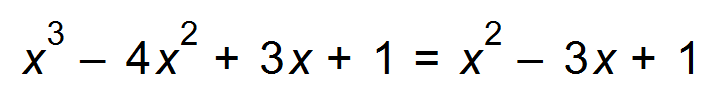 x³ – 4x² + 3x + 1 = x² – 3x + 1